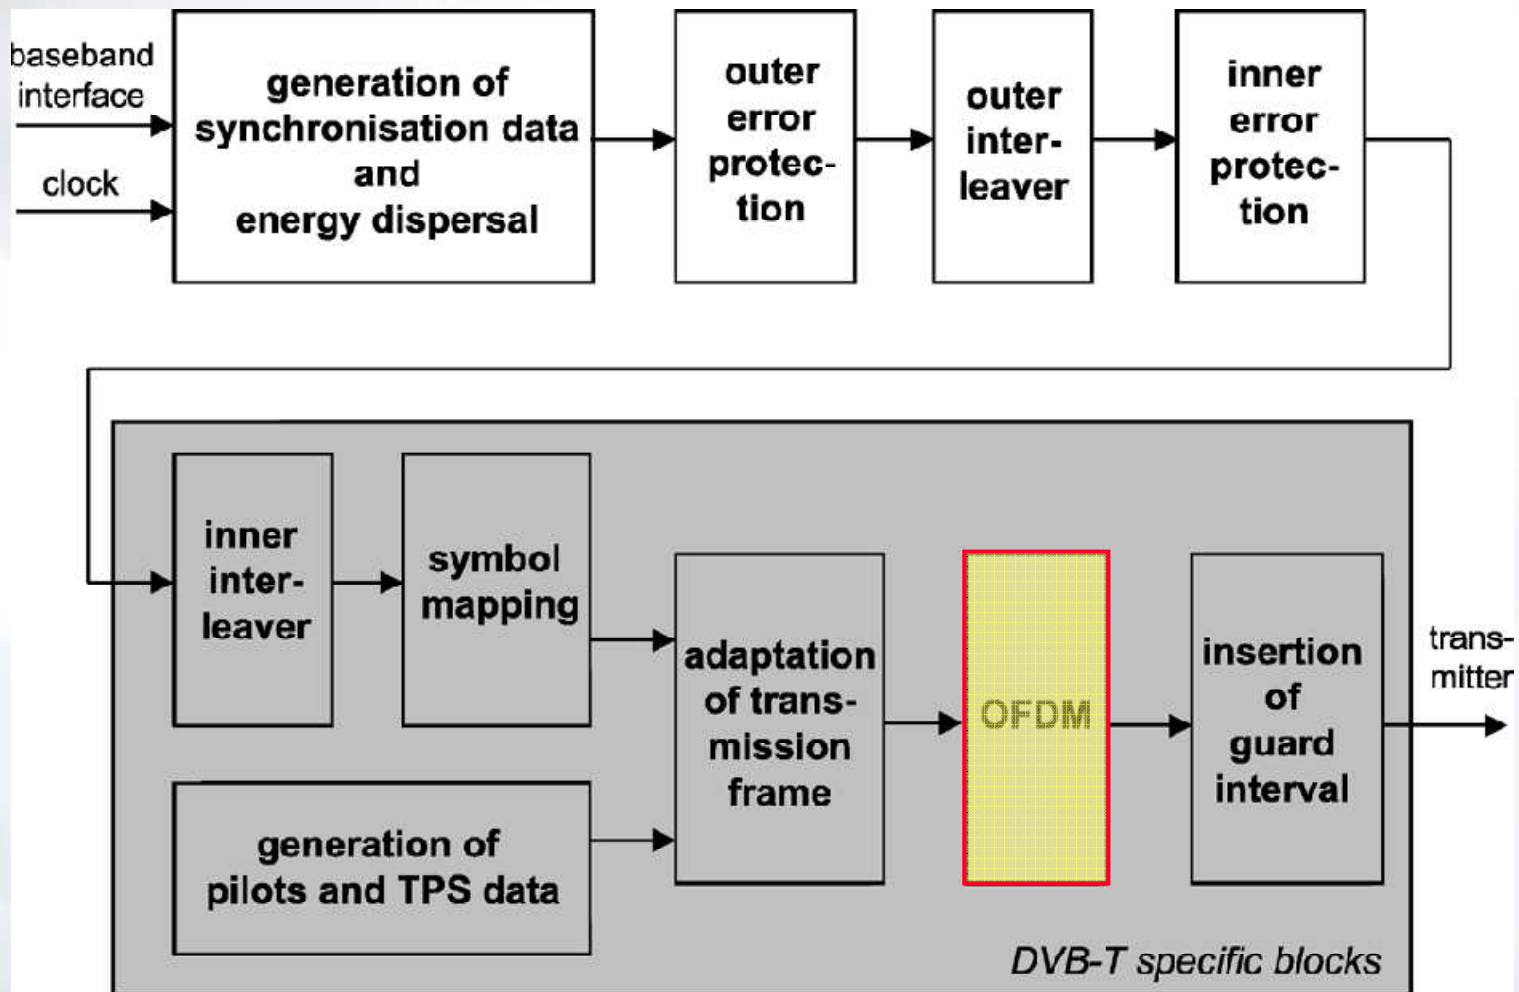 baseband
interface
clock
generation of
synchronisation data
and
energy dispersal
outer
error
protec-
tion
outer
inter-
leaver
inner
error
protec-
tion
inner
inter-
leaver
symbol
mapping
generation of
pilots and TPS data
adaptation
of trans-
mission
frame
OFDM
insertion
of
guard
interval
trans-
mitter
DVB-T specific blocks